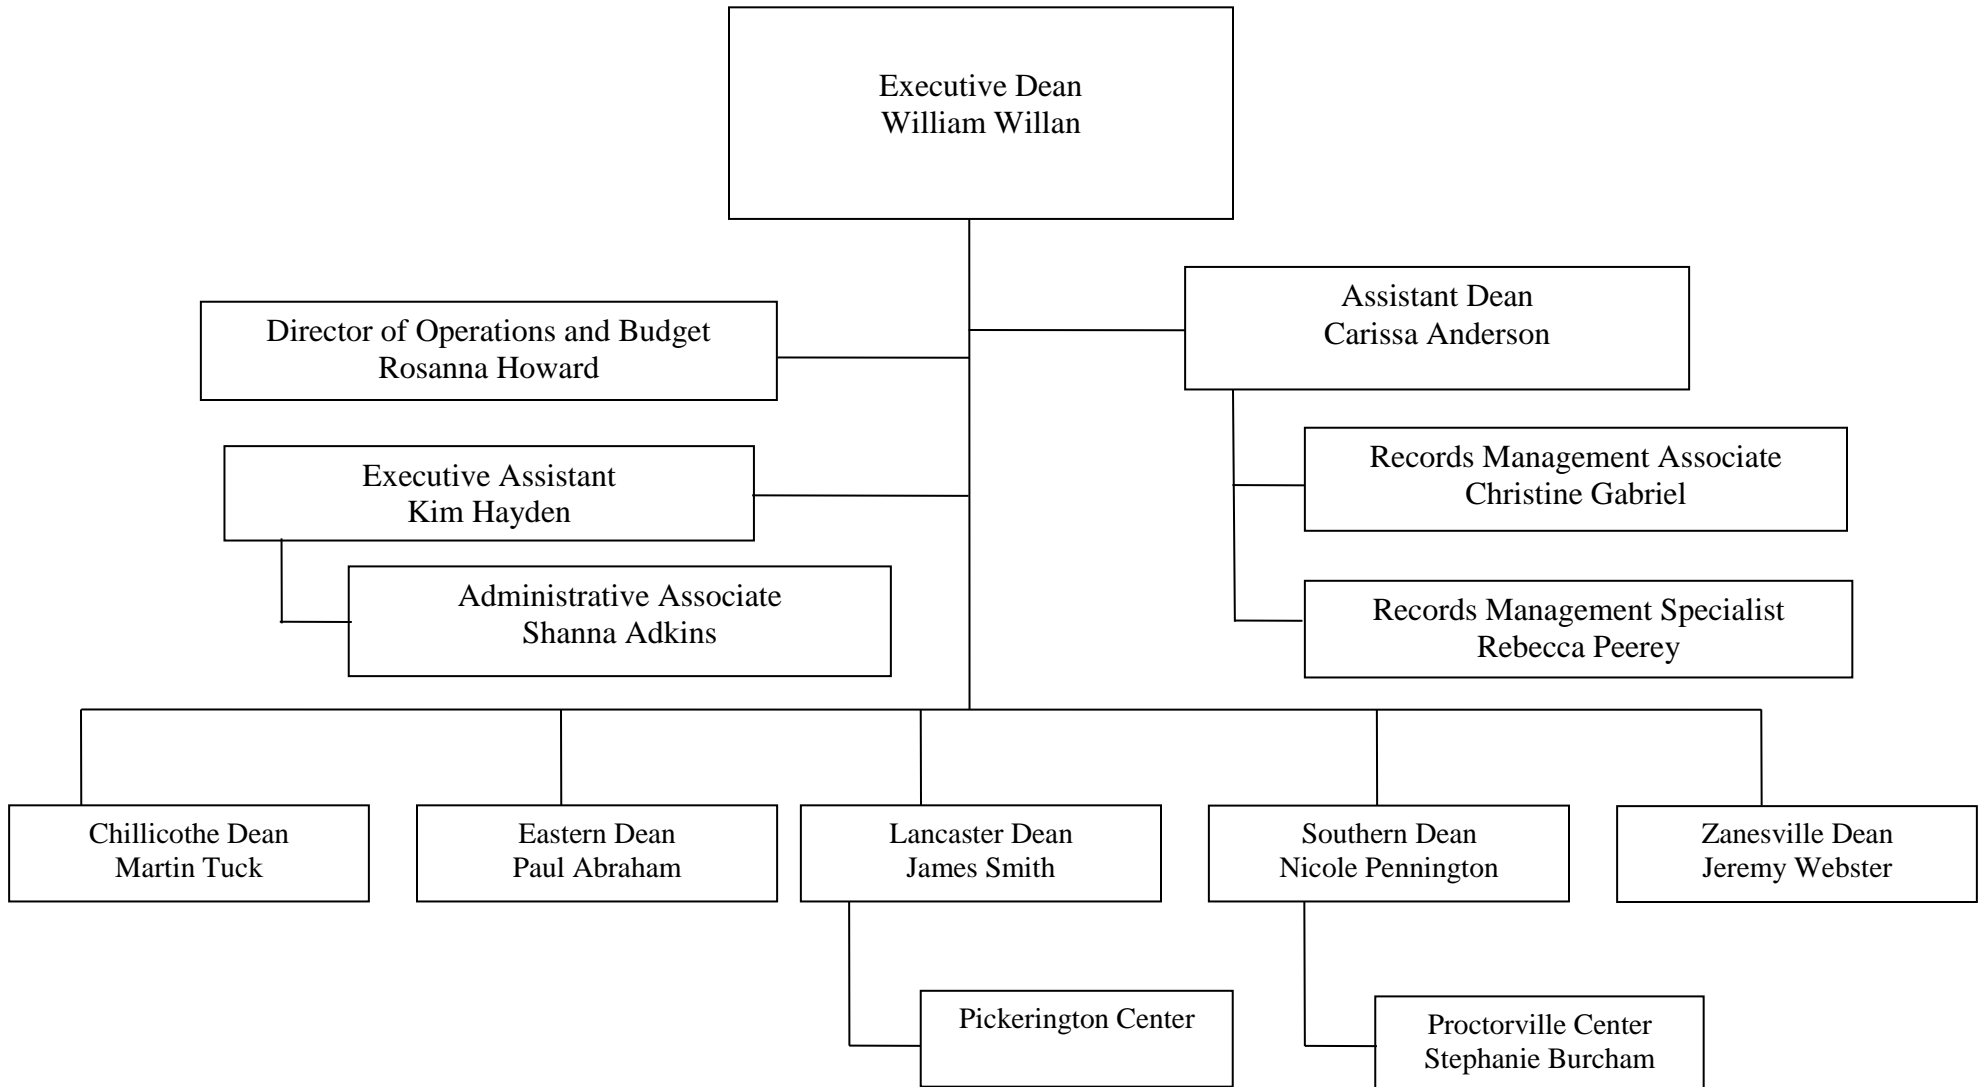 Executive Dean
William Willan
Assistant Dean
Carissa Anderson
Director of Operations and Budget
Rosanna Howard
Records Management Associate
Christine Gabriel
Executive Assistant
Kim Hayden
Administrative Associate
Shanna Adkins
Records Management Specialist
Rebecca Peerey
Chillicothe Dean
Martin Tuck
Eastern Dean
Paul Abraham
Lancaster Dean
James Smith
Southern Dean
Nicole Pennington
Zanesville Dean
Jeremy Webster
Pickerington Center
Proctorville Center
Stephanie Burcham